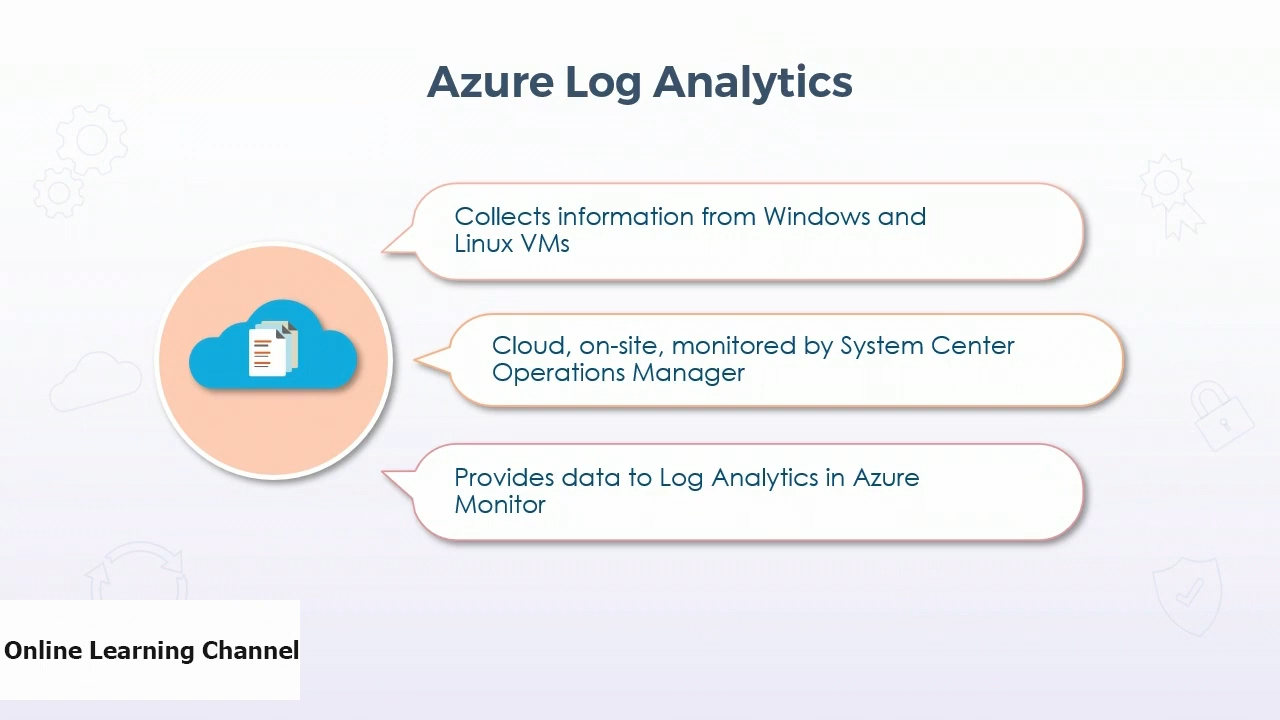 Azure Log Analytics
Collects information from Windows and
Linux VMs
Cloud, on-site, monitored by System Center
Operations Manager
Provides data to Log Analytics in Azure
Monitor
Online Learning Channel